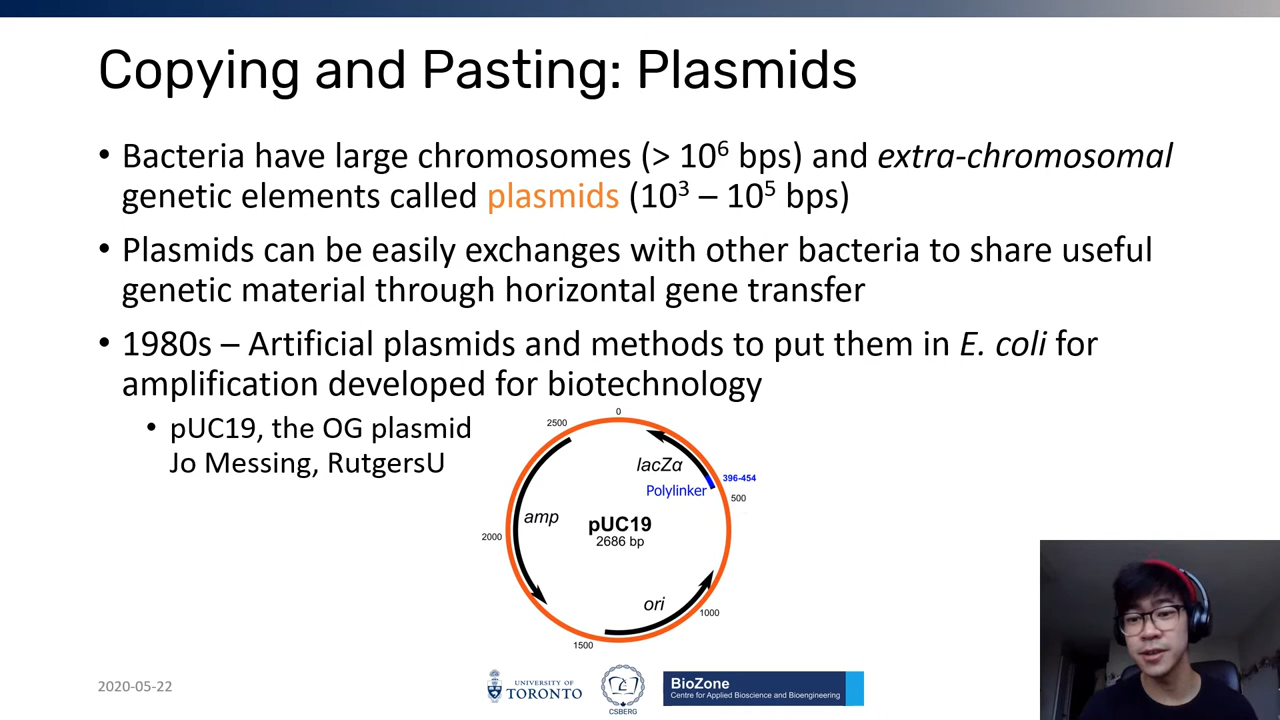 Copying and Pasting: Plasmids
• Bacteria have large chromosomes (> 10⁶ bps) and extra-chromosomal
genetic elements called plasmids (10³ – 10⁵ bps)
• Plasmids can be easily exchanges with other bacteria to share useful
genetic material through horizontal gene transfer
• 1980s – Artificial plasmids and methods to put them in E. coli for
amplification developed for biotechnology
• pUC19, the OG plasmid
Jo Messing, RutgersU
0
2500
lacZα
396-454
Polylinker
500
amp
pUC19
2000
2686 bp
ori
1000
1500
2020-05-22
UNIVERSITY OF
TORONTO
CSBERG
BioZone
Centre for Applied Bioscience and Bioengineering